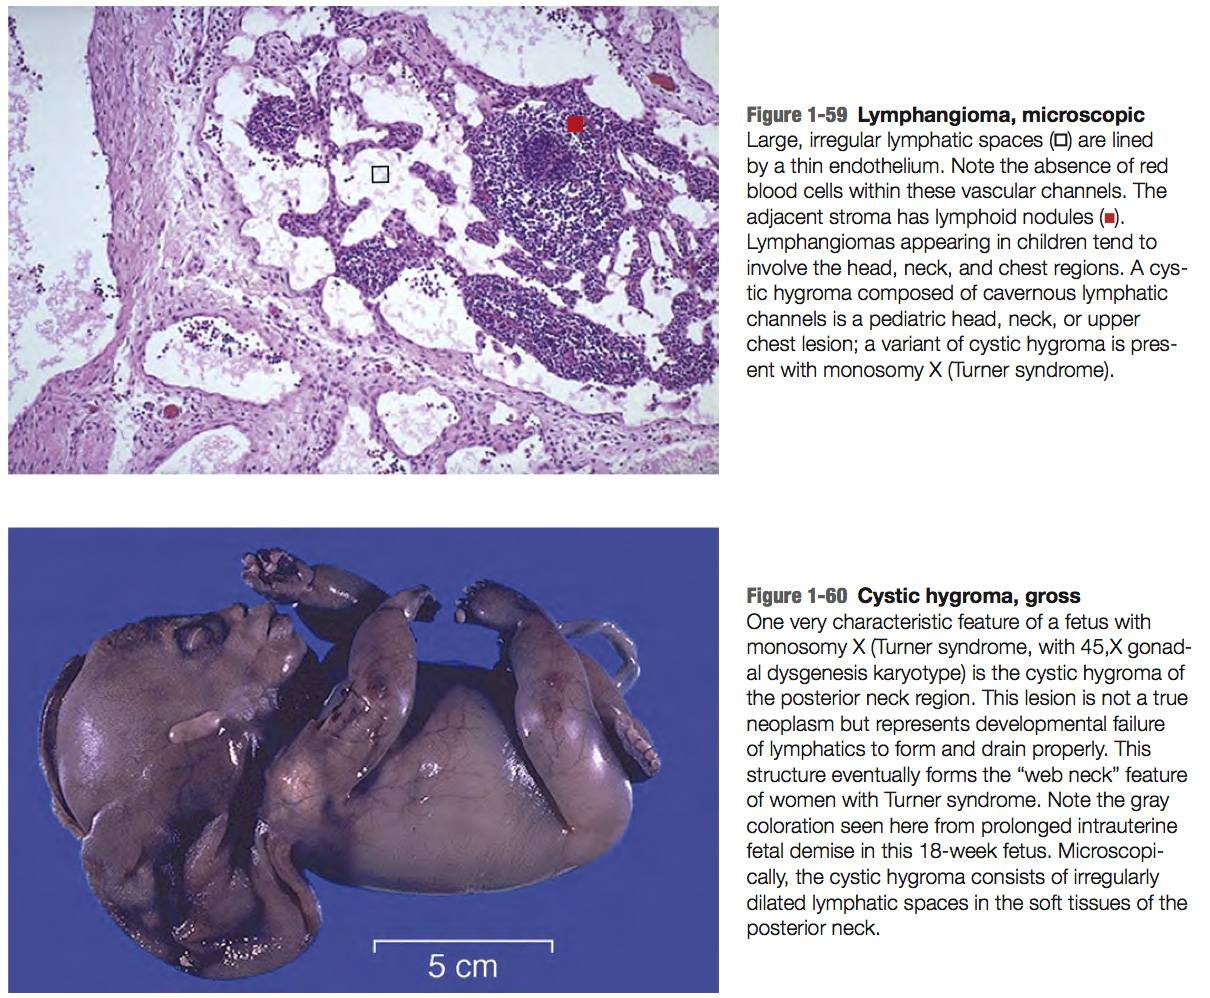 Figure 1-59 Lymphangioma, microscopic
Large, irregular lymphatic spaces (□) are lined
by a thin endothelium. Note the absence of red
blood cells within these vascular channels. The
adjacent stroma has lymphoid nodules (■).
Lymphangiomas appearing in children tend to
involve the head, neck, and chest regions. A cys-
tic hygroma composed of cavernous lymphatic
channels is a pediatric head, neck, or upper
chest lesion; a variant of cystic hygroma is pres-
ent with monosomy X (Turner syndrome).
Figure 1-60 Cystic hygroma, gross
One very characteristic feature of a fetus with
monosomy X (Turner syndrome, with 45,X gonad-
al dysgenesis karyotype) is the cystic hygroma of
the posterior neck region. This lesion is not a true
neoplasm but represents developmental failure
of lymphatics to form and drain properly. This
structure eventually forms the “web neck” feature
of women with Turner syndrome. Note the gray
coloration seen here from prolonged intrauterine
fetal demise in this 18-week fetus. Microscopi-
cally, the cystic hygroma consists of irregularly
dilated lymphatic spaces in the soft tissues of the
posterior neck.
5 cm